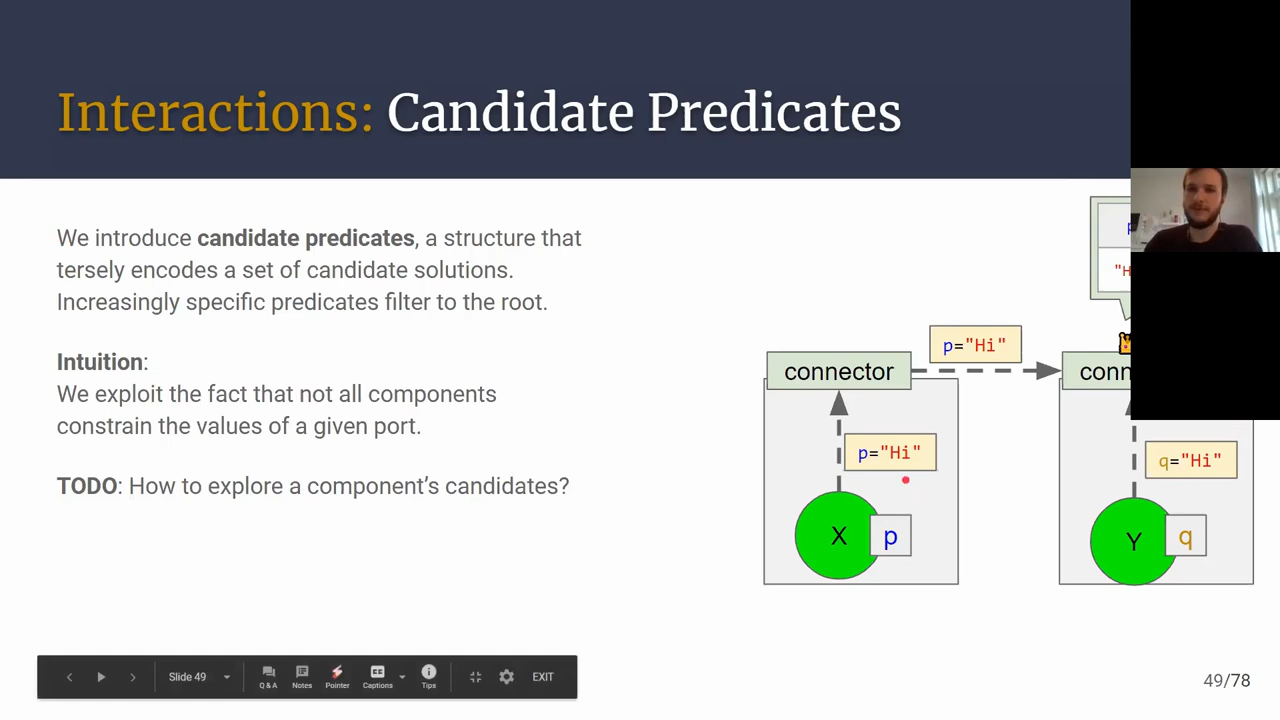 Interactions: Candidate Predicates
We introduce candidate predicates, a structure that
tersely encodes a set of candidate solutions.
Increasingly specific predicates filter to the root.
Intuition:
We exploit the fact that not all components
constrain the values of a given port.
TODO: How to explore a component's candidates?
p
"H
p="Hi"
connector
conn
p="Hi"
q="Hi"
X
p
Y
q
Slide 49
Q & A
Notes
Pointer
Captions
Tips
EXIT
49/78